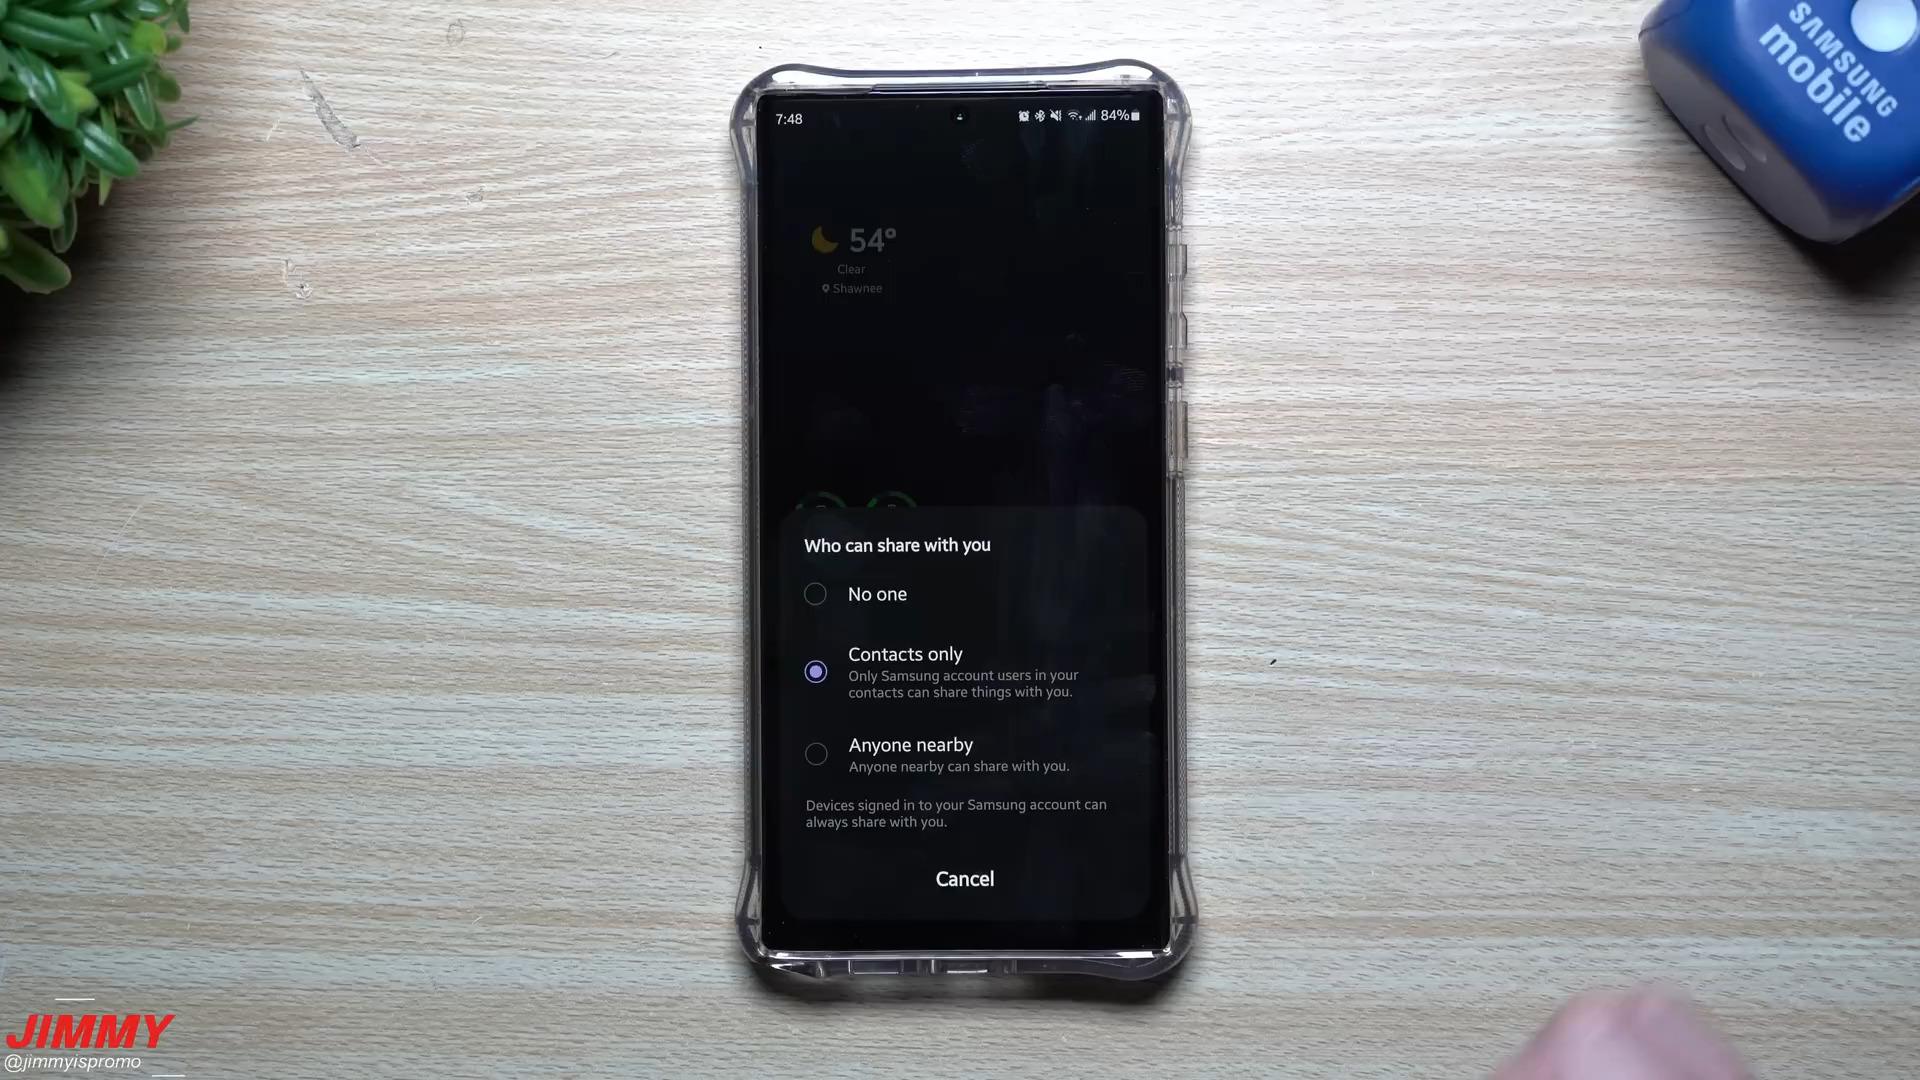 SAMSUNG
mobile
7:48
84%
54°
Clear
Shawnee
Who can share with you
No one
Contacts only
Only Samsung account users in your
contacts can share things with you.
Anyone nearby
Anyone nearby can share with you.
Devices signed in to your Samsung account can
always share with you.
Cancel
JIMMY
@jimmyispromo